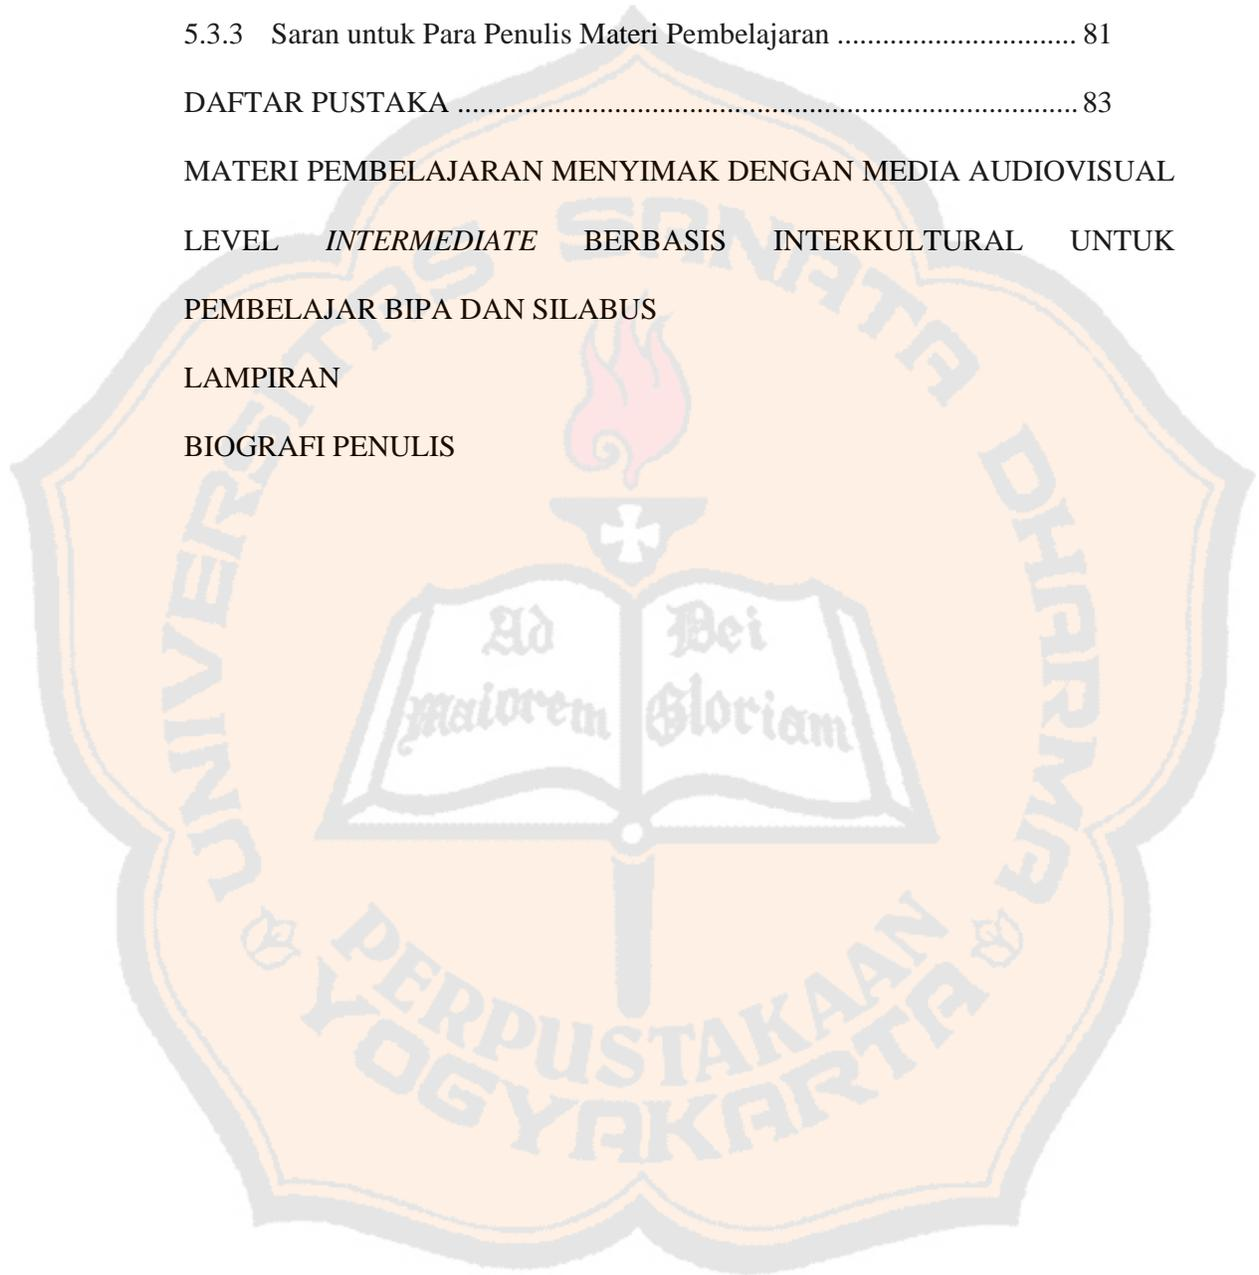 5.3.3 Saran untuk Para Penulis Materi Pembelajaran ................................ 81
DAFTAR PUSTAKA ................................................................................... 83
MATERI PEMBELAJARAN MENYIMAK DENGAN MEDIA AUDIOVISUAL
LEVEL INTERMEDIATE BERBASIS INTERKULTURAL UNTUK
PEMBELAJAR BIPA DAN SILABUS
LAMPIRAN
BIOGRAFI PENULIS
UNIVERSITAS SANATA DHARMA
Ad Dei
Maiorem Gloriam
PERPUSTAKAAN
YOGYAKARTA